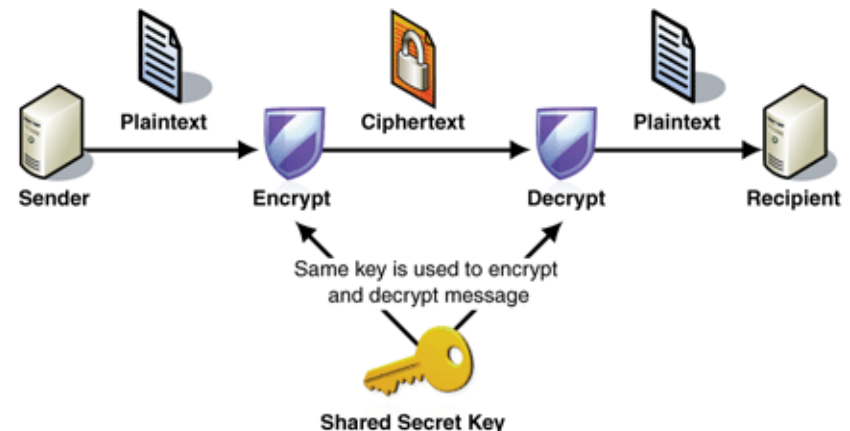 Plaintext
Ciphertext
Plaintext
Sender
Encrypt
Decrypt
Recipient
Same key is used to encrypt
and decrypt message
Shared Secret Key